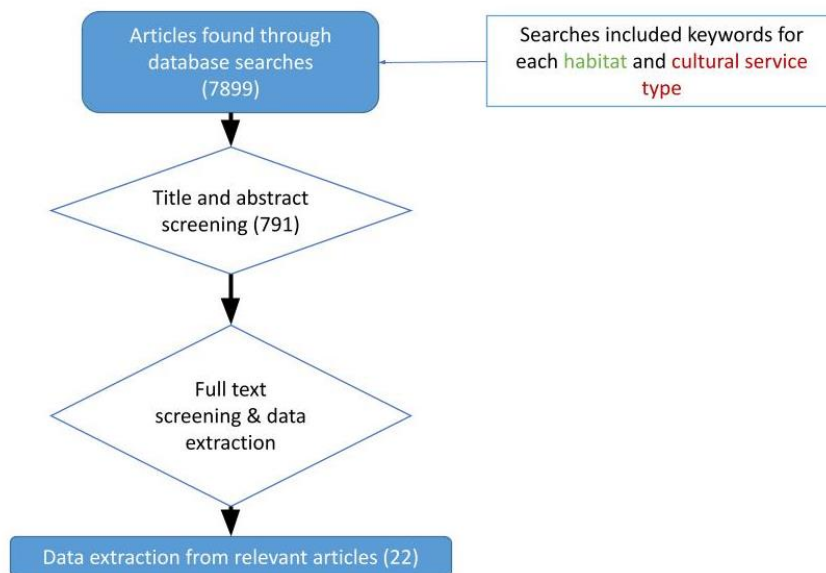 Articles found through
database searches
(7899)
Searches included keywords for
each habitat and cultural service
type
Title and abstract
screening (791)
Full text
screening & data
extraction
Data extraction from relevant articles (22)